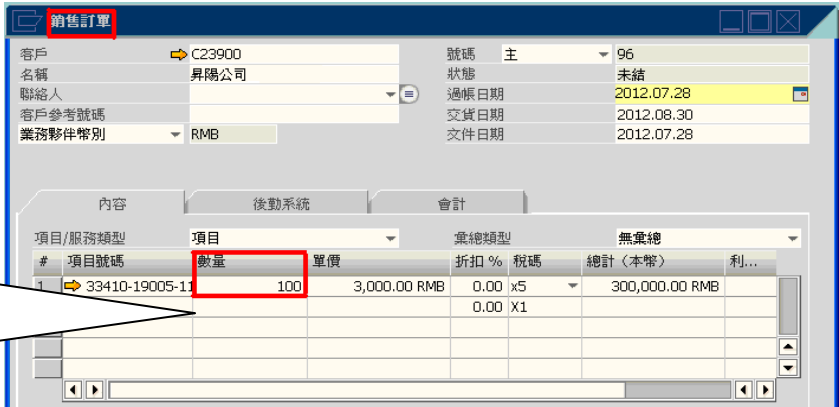 銷售訂單
客戶 C23900 號碼 主 96
名稱 昇陽公司 狀態 未結
聯絡人 過帳日期 2012.07.28
客戶參考號碼 交貨日期 2012.08.30
業務夥伴幣別 RMB 文件日期 2012.07.28
內容 後勤系統 會計
項目/服務類型 項目 彙總類型 無彙總
# 項目號碼 數量 單價 折扣 % 稅碼 總計（本幣） 利...
1 33410-19005-11 100 3,000.00 RMB 0.00 x5 300,000.00 RMB
0.00 X1